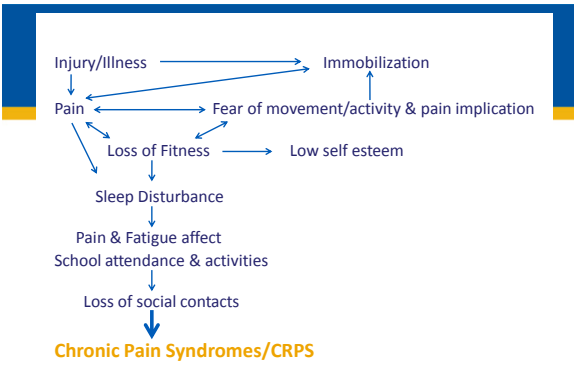 Injury/Illness Immobilization
Pain Fear of movement/activity & pain implication
Loss of Fitness Low self esteem
Sleep Disturbance
Pain & Fatigue affect
School attendance & activities
Loss of social contacts
Chronic Pain Syndromes/CRPS